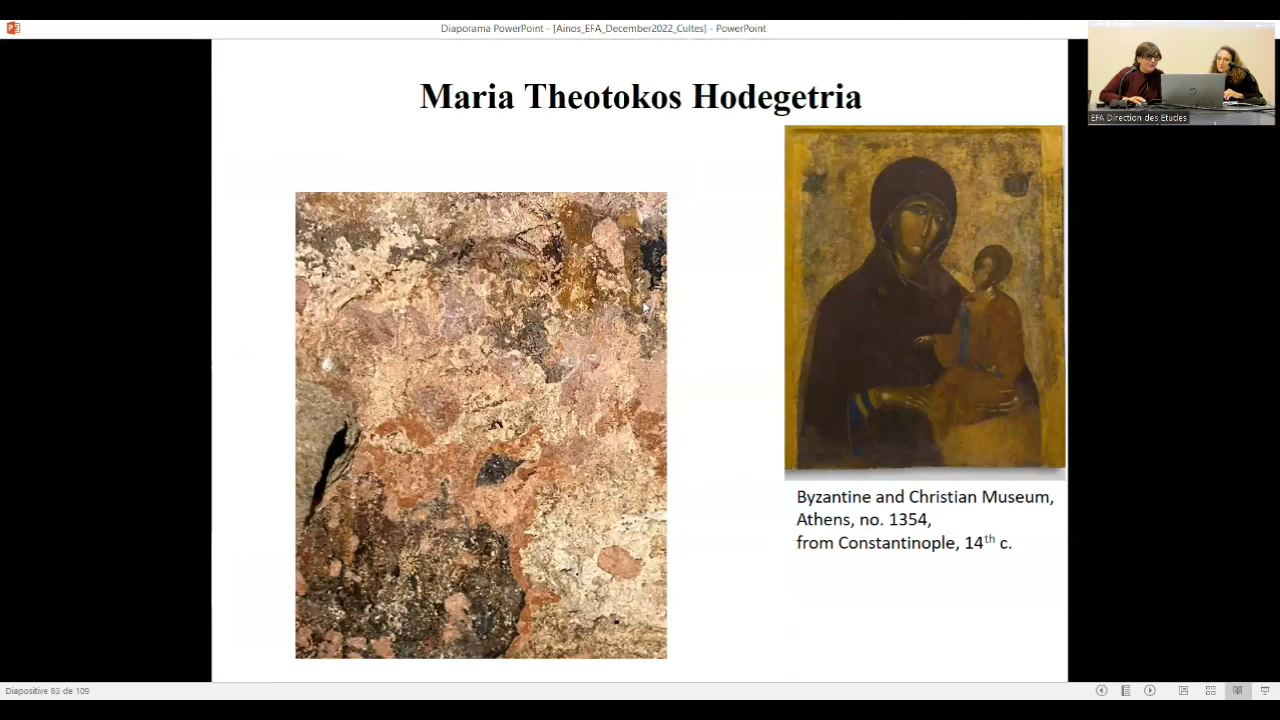 Diaporama PowerPoint - [Ainos_EFA_December2022_Cultes] - PowerPoint
Maria Theotokos Hodegetria
EFA Direction des Etudes
Byzantine and Christian Museum,
Athens, no. 1354,
from Constantinople, 14th c.
Diapositive 83 de 109